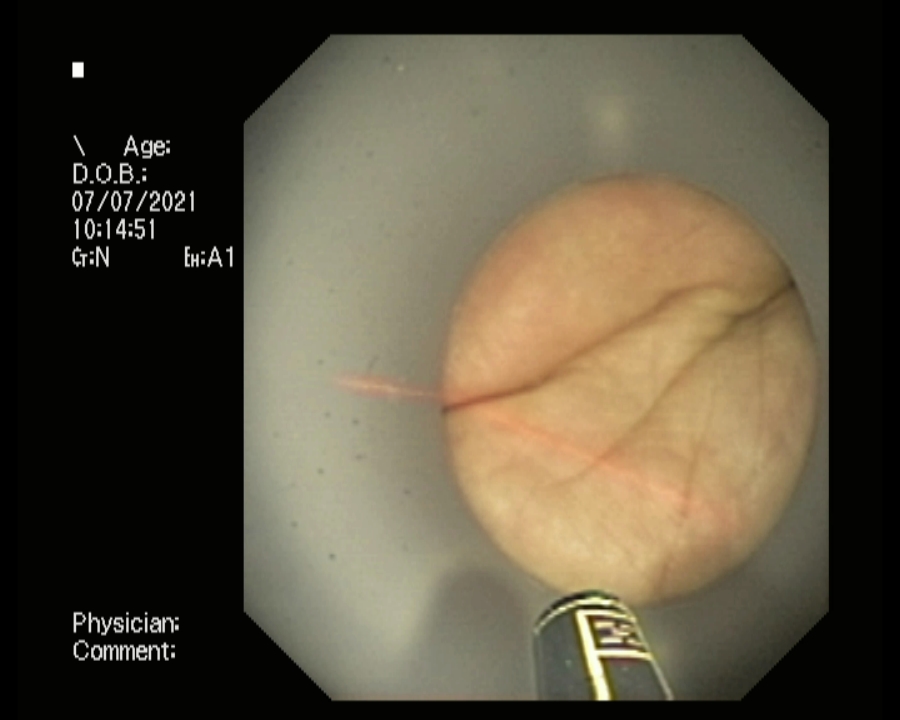 \ Age:
D.O.B.:
07/07/2021
10:14:51
Cr:N EH:A1
Physician:
Comment: